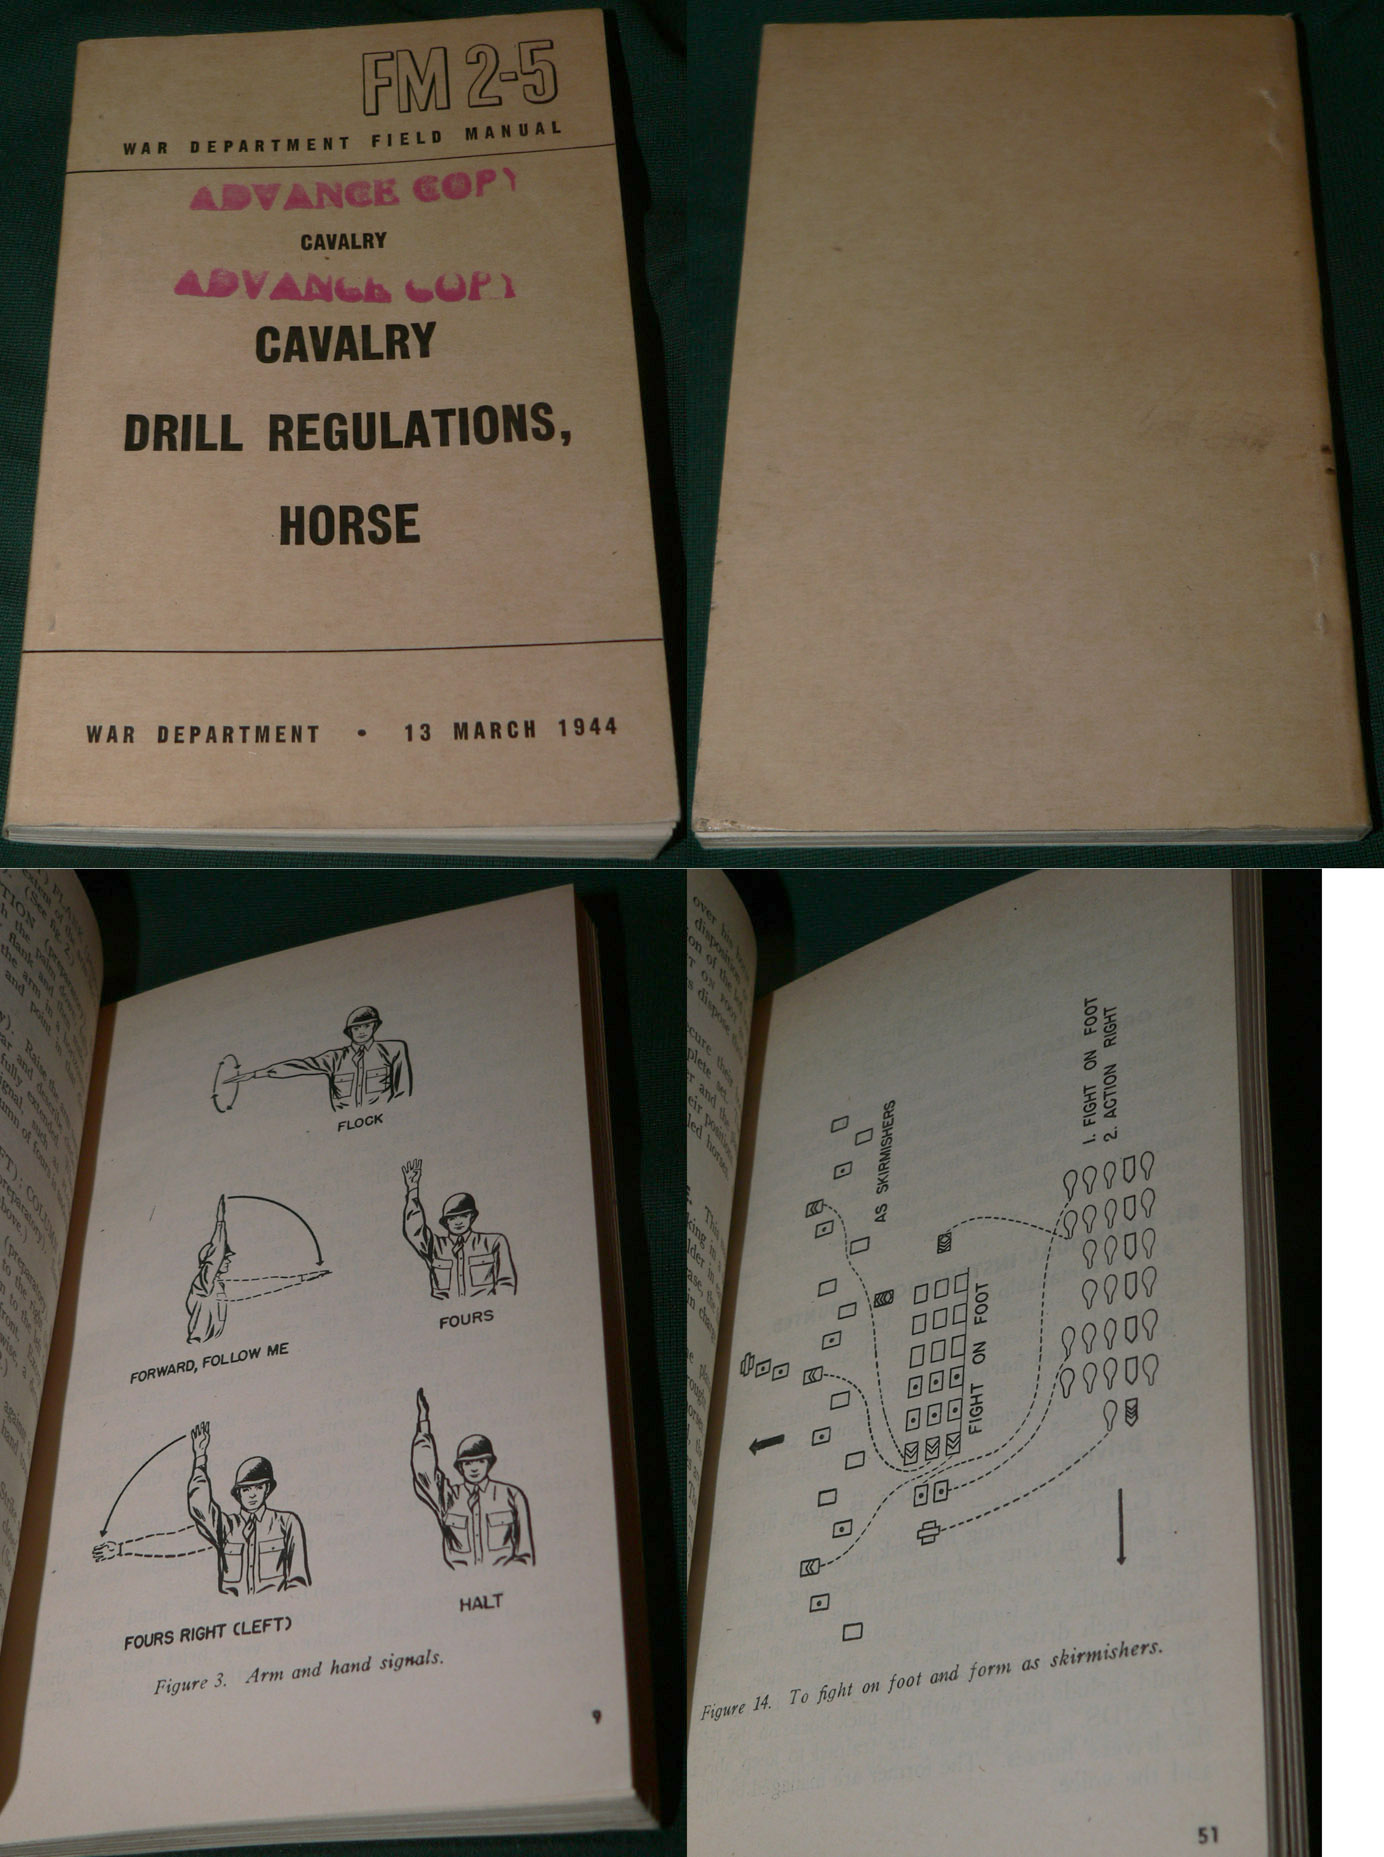 FM 2-5
WAR DEPARTMENT FIELD MANUAL
ADVANCE COPY
CAVALRY
ADVANCE COPY
CAVALRY
DRILL REGULATIONS,
HORSE
WAR DEPARTMENT • 13 MARCH 1944
FLOCK
FORWARD, FOLLOW ME
FOURS
FOURS RIGHT (LEFT)
HALT
Figure 3. Arm and hand signals.
9
AS SKIRMISHERS
FIGHT ON FOOT
1. FIGHT ON FOOT
2. ACTION RIGHT
Figure 14. To fight on foot and form as skirmishers.
51